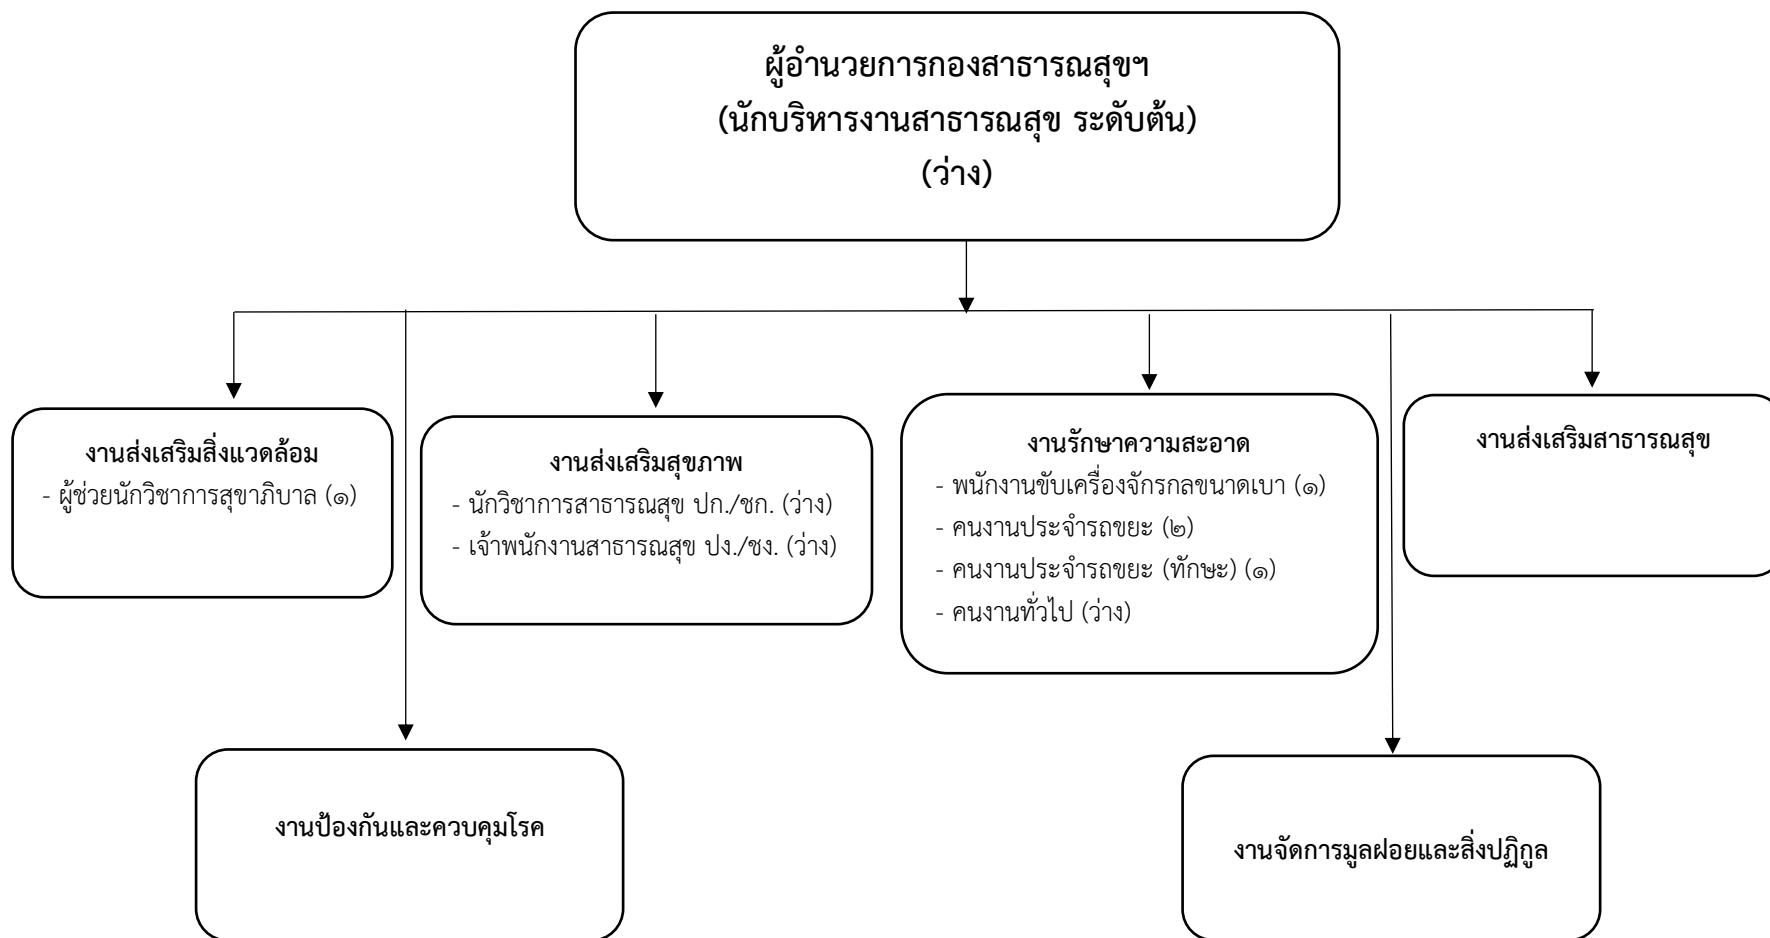 ผู้อำนวยการกองสาธารณสุขฯ
(นักบริหารงานสาธารณสุข ระดับต้น)
(ว่าง)
งานส่งเสริมสิ่งแวดล้อม
- ผู้ช่วยนักวิชาการสุขาภิบาล (๑)
งานส่งเสริมสุขภาพ
- นักวิชาการสาธารณสุข ปก./ชก. (ว่าง)
- เจ้าพนักงานสาธารณสุข ปง./ชง. (ว่าง)
งานรักษาความสะอาด
- พนักงานขับเครื่องจักรกลขนาดเบา (๑)
- คนงานประจำรถขยะ (๒)
- คนงานประจำรถขยะ (ทักษะ) (๑)
- คนงานทั่วไป (ว่าง)
งานส่งเสริมสาธารณสุข
งานป้องกันและควบคุมโรค
งานจัดการมูลฝอยและสิ่งปฏิกูล